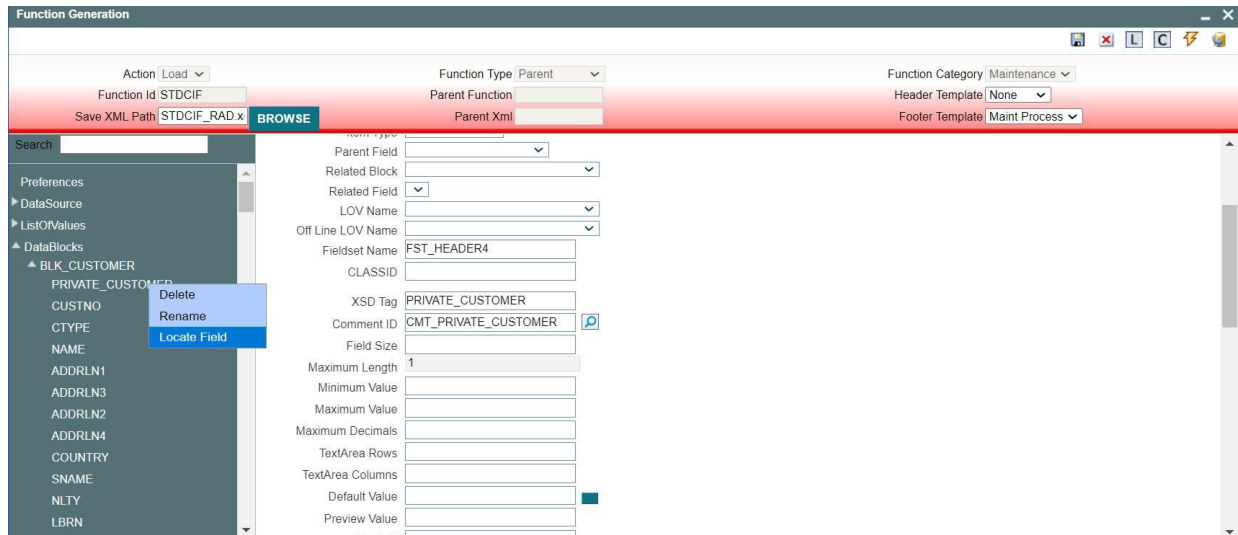 Function Generation
L C
Action Load Function Type Parent Function Category Maintenance
Function Id STDCIF Parent Function Header Template None
Save XML Path STDCIF_RAD.x BROWSE Parent Xml Footer Template Maint Process
Search
Preferences
DataSource
ListOfValues
DataBlocks
BLK_CUSTOMER
PRIVATE_CUSTOMER
CUSTNO
CTYPE
NAME
ADDRLN1
ADDRLN3
ADDRLN2
ADDRLN4
COUNTRY
SNAME
NLTY
LBRN
Delete
Rename
Locate Field
Item Type
Parent Field
Related Block
Related Field
LOV Name
Off Line LOV Name
Fieldset Name FST_HEADER4
CLASSID
XSD Tag PRIVATE_CUSTOMER
Comment ID CMT_PRIVATE_CUSTOMER
Field Size
Maximum Length 1
Minimum Value
Maximum Value
Maximum Decimals
TextArea Rows
TextArea Columns
Default Value
Preview Value